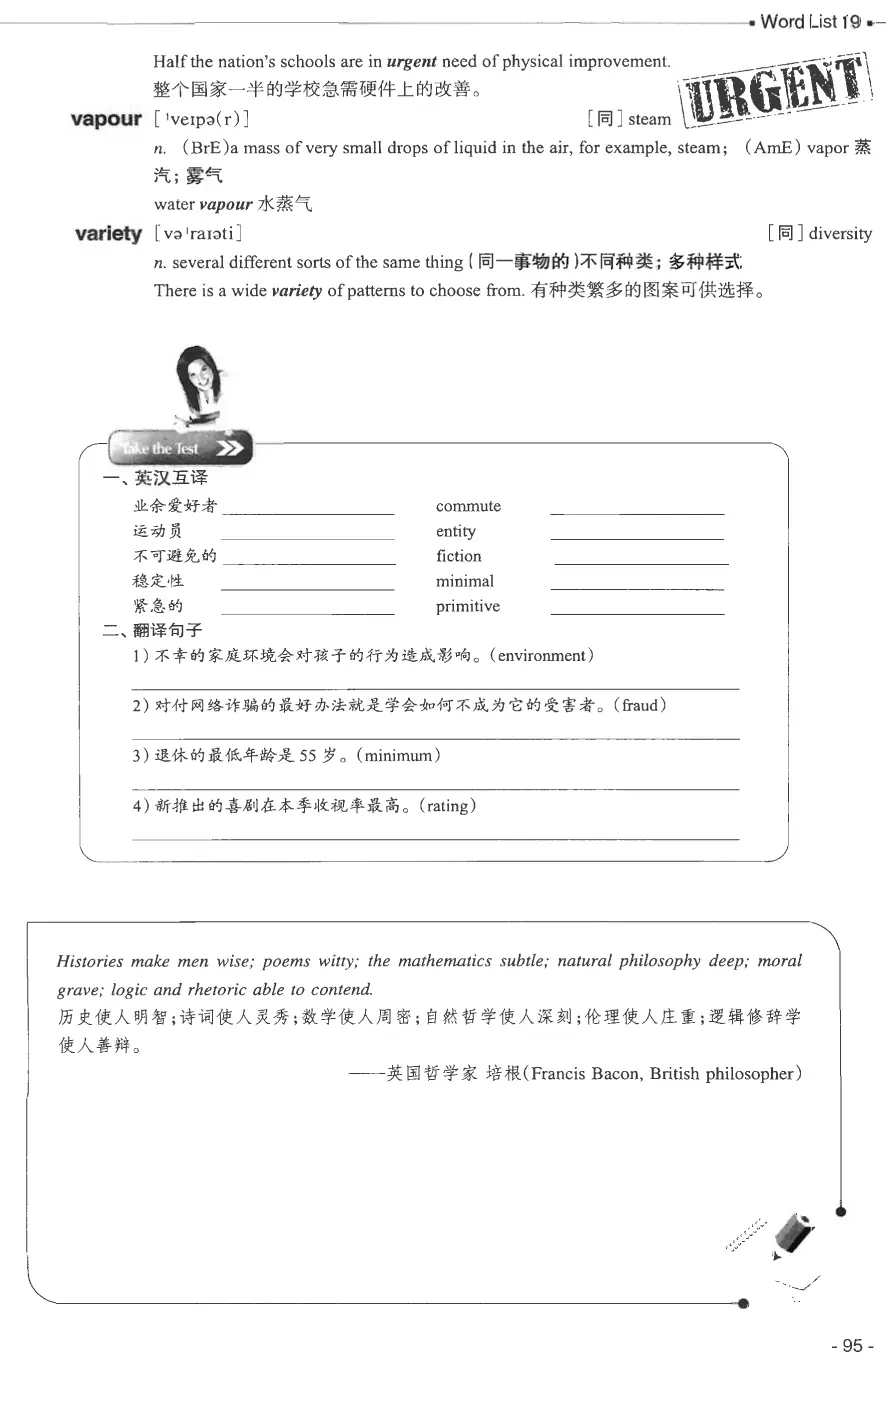 Word List 19
Half the nation's schools are in urgent need of physical improvement.
整个国家一半的学校急需硬件上的改善。
URGENT
vapour [ˈveɪpə(r)] [同] steam
n. (BrE)a mass of very small drops of liquid in the air, for example, steam; (AmE) vapor 蒸
汽；雾气
water vapour 水蒸气
variety [vəˈraɪəti] [同] diversity
n. several different sorts of the same thing (同一事物的)不同种类；多种样式
There is a wide variety of patterns to choose from. 有种类繁多的图案可供选择。
Take the Test
一、英汉互译
业余爱好者 commute
运动员 entity
不可避免的 fiction
稳定性 minimal
紧急的 primitive
二、翻译句子
1) 不幸的家庭环境会对孩子的行为造成影响。(environment)
2) 对付网络诈骗的最好办法就是学会如何不成为它的受害者。(fraud)
3) 退休的最低年龄是 55 岁。(minimum)
4) 新推出的喜剧在本季收视率最高。(rating)
Histories make men wise; poems witty; the mathematics subtle; natural philosophy deep; moral
grave; logic and rhetoric able to contend.
历史使人明智；诗词使人灵秀；数学使人周密；自然哲学使人深刻；伦理使人庄重；逻辑修辞学
使人善辩。
——英国哲学家 培根(Francis Bacon, British philosopher)
- 95 -